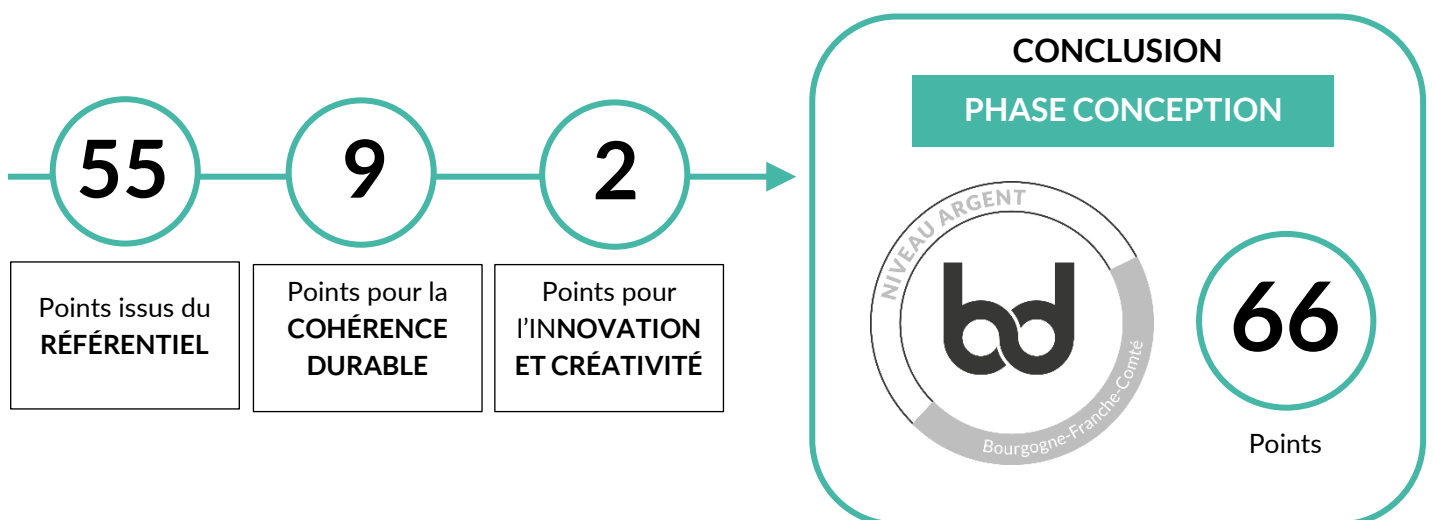 55
Points issus du
RÉFÉRENTIEL
9
Points pour la
COHÉRENCE
DURABLE
2
Points pour
l'INNOVATION
ET CRÉATIVITÉ
CONCLUSION
PHASE CONCEPTION
NIVEAU ARGENT
bd
Bourgogne-Franche-Comté
66
Points